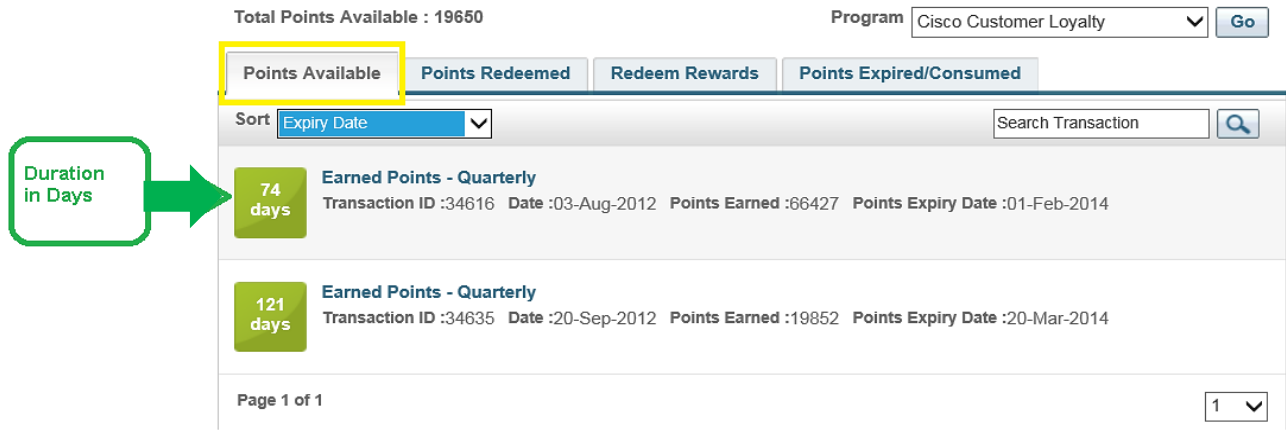 Total Points Available : 19650
Program Cisco Customer Loyalty Go
Points Available Points Redeemed Redeem Rewards Points Expired/Consumed
Sort Expiry Date Search Transaction
Duration
in Days
74
days
Earned Points - Quarterly
Transaction ID :34616 Date :03-Aug-2012 Points Earned :66427 Points Expiry Date :01-Feb-2014
121
days
Earned Points - Quarterly
Transaction ID :34635 Date :20-Sep-2012 Points Earned :19852 Points Expiry Date :20-Mar-2014
Page 1 of 1
1